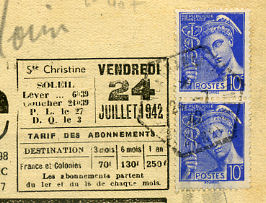 Ste Christine
SOLEIL
Lever ... 6h39
Coucher 21h39
P. L. le 27
D. Q. le 3
VENDREDI
24
JUILLET 1942
TARIF DES ABONNEMENTS
DESTINATION 3 mois 6 mois 1 an
France et Colonies 70f 130f 250f
Les abonnements partent
du 1er et du 16 de chaque mois.
POSTES 10c
POSTES 10c
98